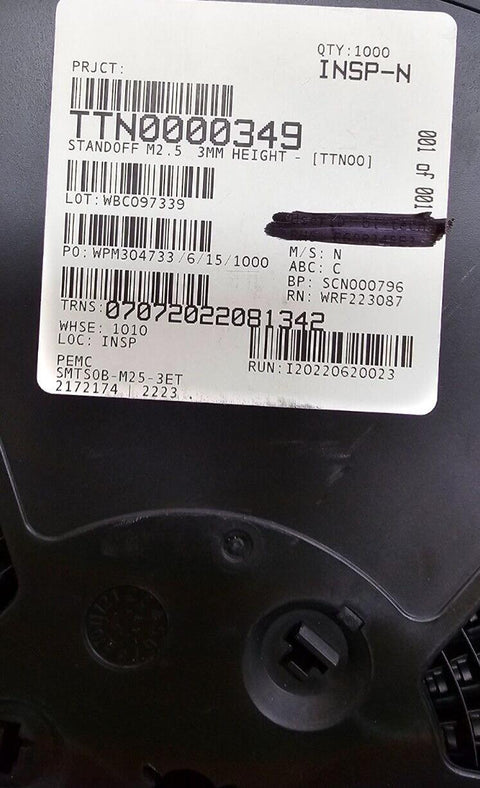 QTY:1000
PRJCT:
INSP-N
TTN0000349
STANDOFF M2.5 3MM HEIGHT - [TTN00]
001 of 001
LOT:WBC097339
PO:WPM304733/6/15/1000
M/S: N
ABC: C
BP: SCN000796
RN: WRF223087
TRNS:07072022081342
WHSE: 1010
LOC: INSP
RUN:I20220620023
PEMC
SMTSOB-M25-3ET
2172174 | 2223